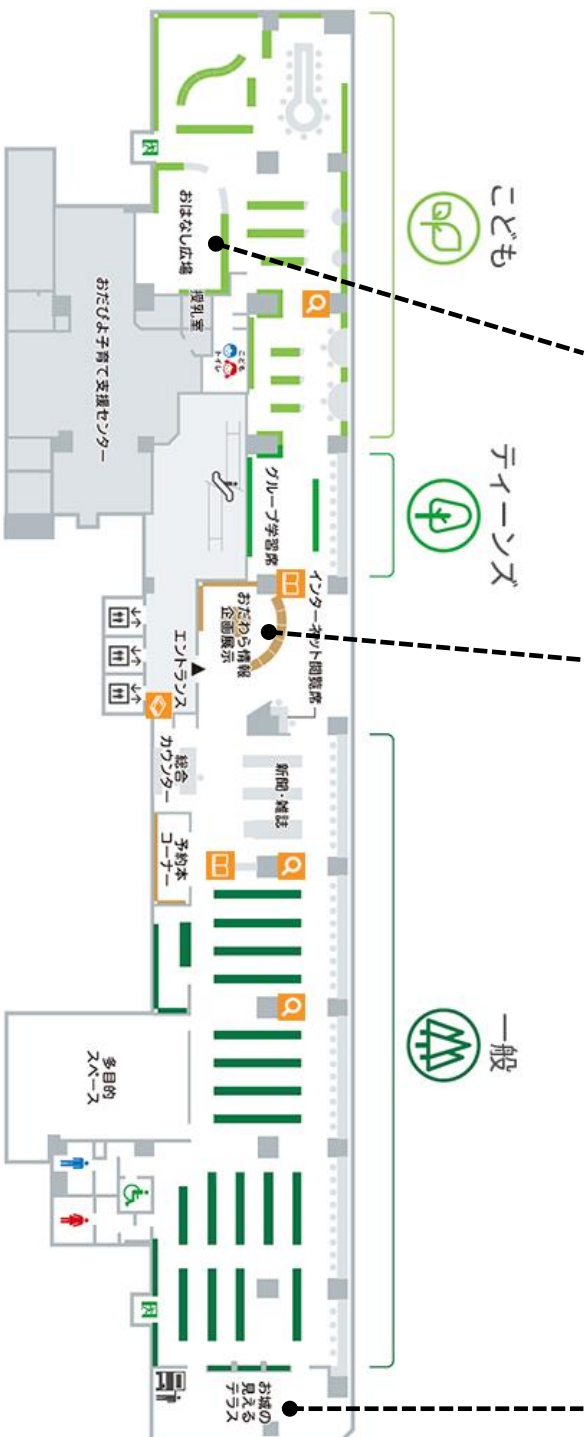 こども
ティーンズ
一般
おはなし広場
授乳室
こども
トイレ
おだぴよ子育て支援センター
グループ学習席
インターネット閲覧席
おだわら情報
企画展示
エントランス
総合
カウンター
新聞・雑誌
予約本
コーナー
多目的
スペース
お城の
見える
テラス